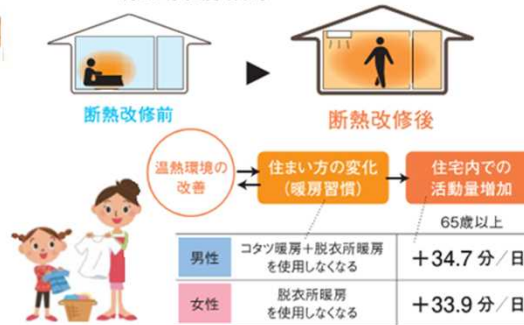 断熱改修前
断熱改修後
温熱環境の
改善
住まい方の変化
(暖房習慣)
住宅内での
活動量増加
65歳以上
男性
コタツ暖房＋脱衣所暖房
を使用しなくなる
＋34.7 分／日
女性
脱衣所暖房
を使用しなくなる
＋33.9 分／日